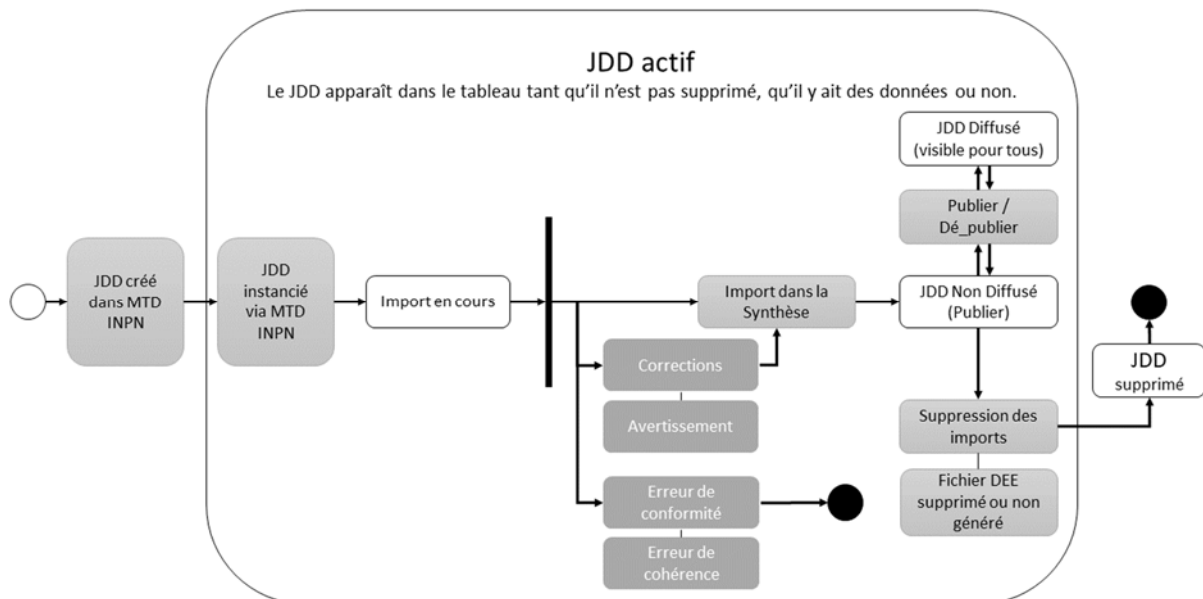 JDD actif
Le JDD apparaît dans le tableau tant qu'il n'est pas supprimé, qu'il y ait des données ou non.
JDD créé
dans MTD
INPN
JDD
instancié
via MTD
INPN
Import en cours
Import dans la
Synthèse
Corrections
Avertissement
Erreur de
conformité
Erreur de
cohérence
JDD Diffusé
(visible pour tous)
Publier /
Dé_publier
JDD Non Diffusé
(Publier)
Suppression des
imports
Fichier DEE
supprimé ou non
généré
JDD
supprimé